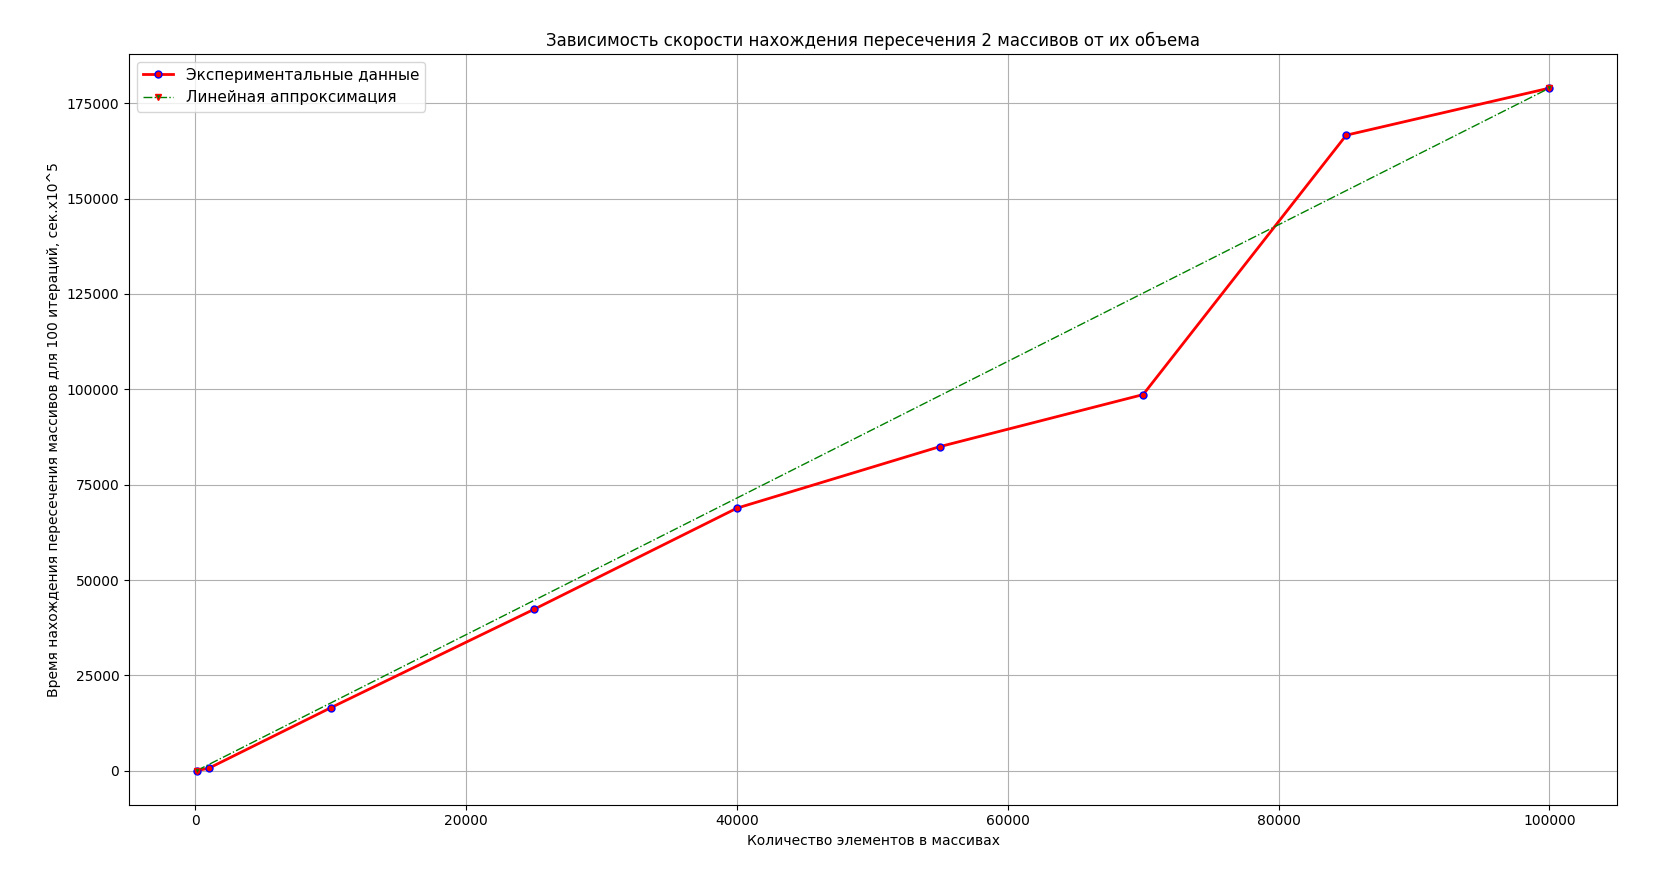 Зависимость скорости нахождения пересечения 2 массивов от их объема
Экспериментальные данные
Линейная аппроксимация
Время нахождения пересечения массивов для 100 итераций, сек.x10^5
175000
150000
125000
100000
75000
50000
25000
0
0 20000 40000 60000 80000 100000
Количество элементов в массивах